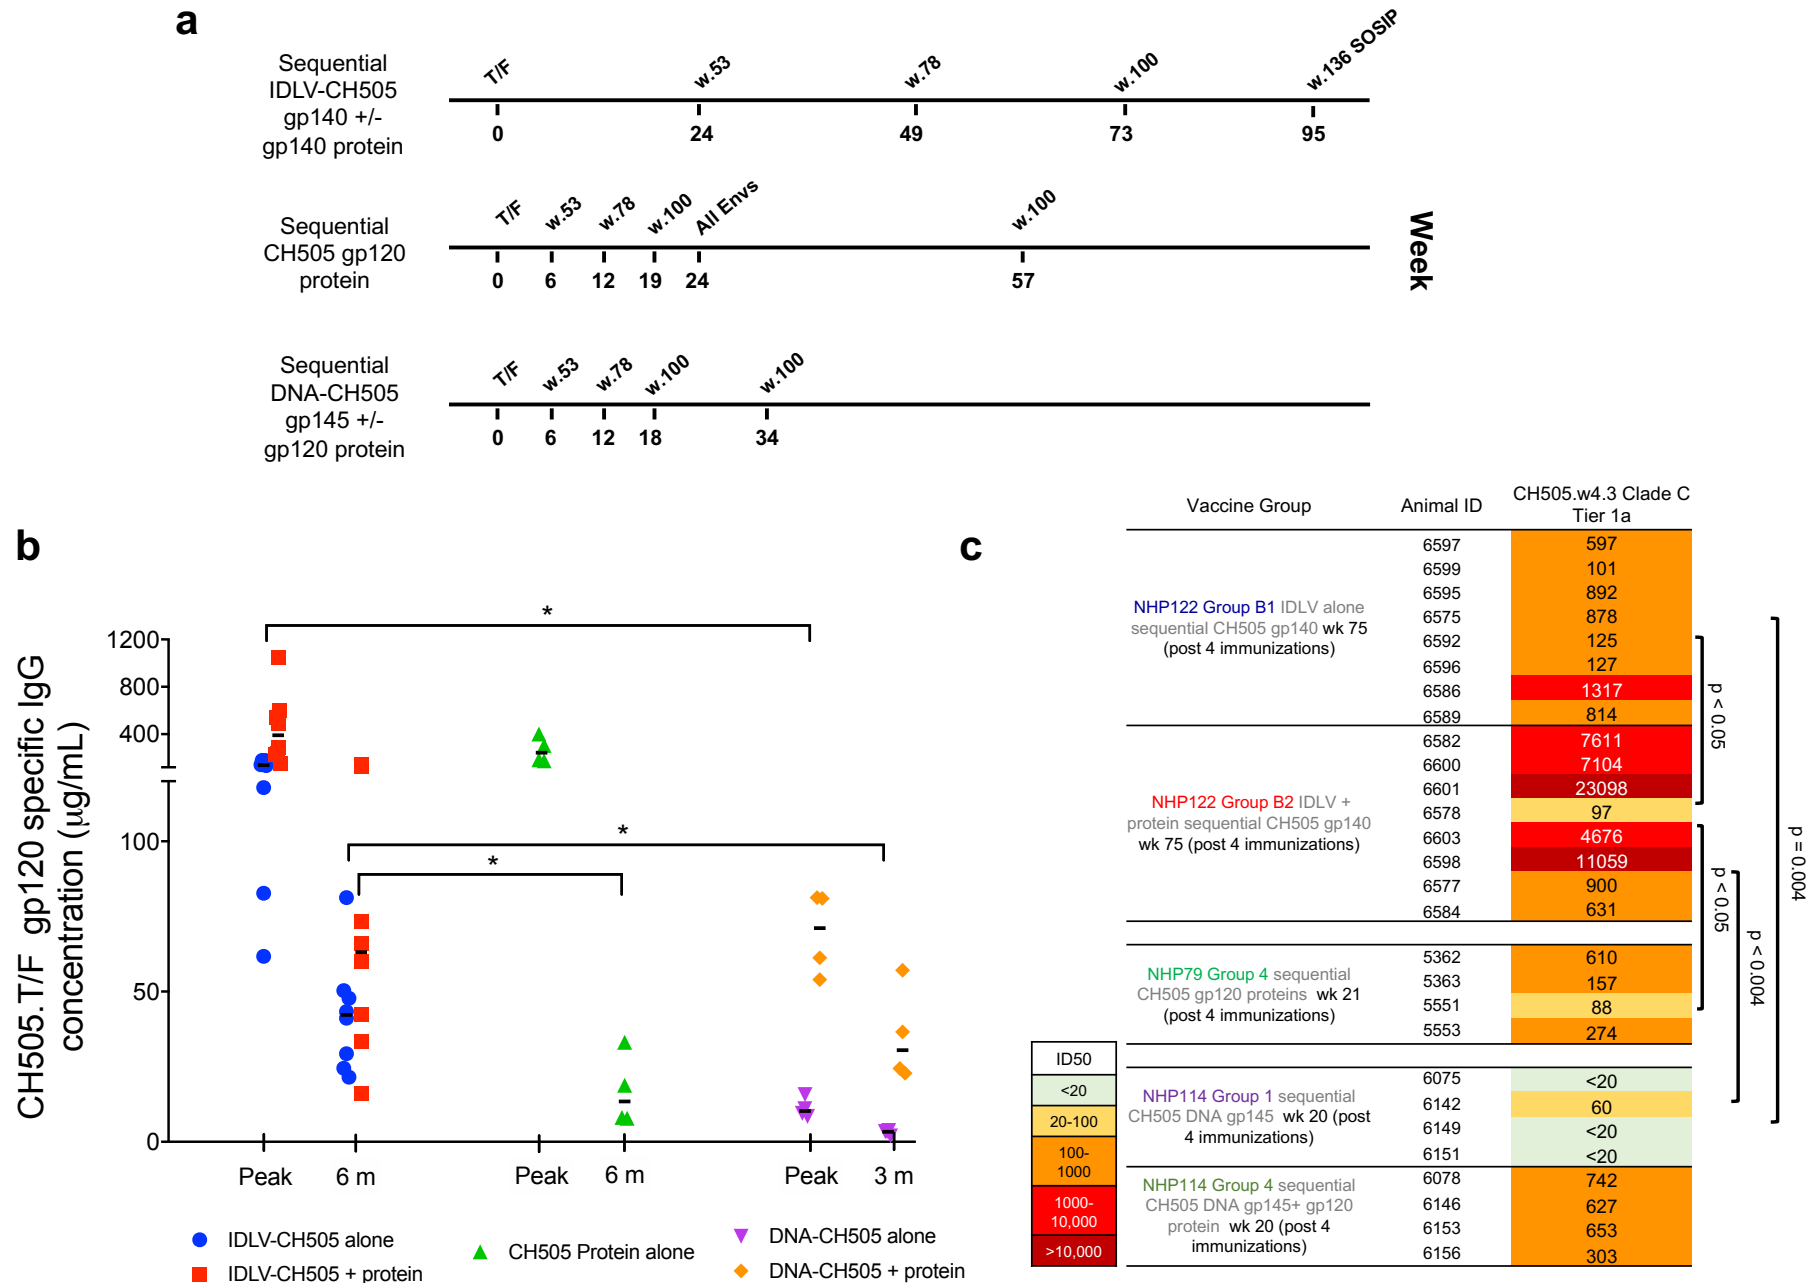 a
Sequential
IDLV-CH505
gp140 +/-
gp140 protein
T/F
w.53
w.78
w.100
w.136 SOSIP
0
24
49
73
95
Sequential
CH505 gp120
protein
T/F
w.53
w.78
w.100
All Envs
w.100
0
6
12
19
24
57
Week
Sequential
DNA-CH505
gp145 +/-
gp120 protein
T/F
w.53
w.78
w.100
w.100
0
6
12
18
34
b
CH505.T/F gp120 specific IgG
concentration (µg/mL)
1200
800
400
100
50
0
*
*
*
Peak
6 m
Peak
6 m
Peak
3 m
IDLV-CH505 alone
IDLV-CH505 + protein
CH505 Protein alone
DNA-CH505 alone
DNA-CH505 + protein
c
Vaccine Group
Animal ID
CH505.w4.3 Clade C
Tier 1a
NHP122 Group B1 IDLV alone
sequential CH505 gp140 wk 75
(post 4 immunizations)
6597 597
6599 101
6595 892
6575 878
6592 125
6596 127
6586 1317
6589 814
NHP122 Group B2 IDLV +
protein sequential CH505 gp140
wk 75 (post 4 immunizations)
6582 7611
6600 7104
6601 23098
6578 97
6603 4676
6598 11059
6577 900
6584 631
NHP79 Group 4 sequential
CH505 gp120 proteins wk 21
(post 4 immunizations)
5362 610
5363 157
5551 88
5553 274
NHP114 Group 1 sequential
CH505 DNA gp145 wk 20 (post
4 immunizations)
6075 <20
6142 60
6149 <20
6151 <20
NHP114 Group 4 sequential
CH505 DNA gp145+ gp120
protein wk 20 (post 4
immunizations)
6078 742
6146 627
6153 653
6156 303
p < 0.05
p < 0.05
p < 0.004
p = 0.004
ID50
<20
20-100
100-
1000
1000-
10,000
>10,000